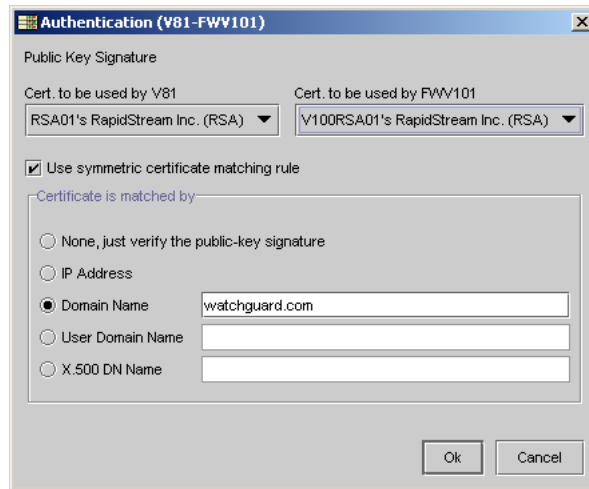 Authentication (V81-FWV101)
Public Key Signature
Cert. to be used by V81 Cert. to be used by FWV101
RSA01's RapidStream Inc. (RSA) V100RSA01's RapidStream Inc. (RSA)
Use symmetric certificate matching rule
Certificate is matched by
None, just verify the public-key signature
IP Address
Domain Name watchguard.com
User Domain Name
X.500 DN Name
Ok Cancel